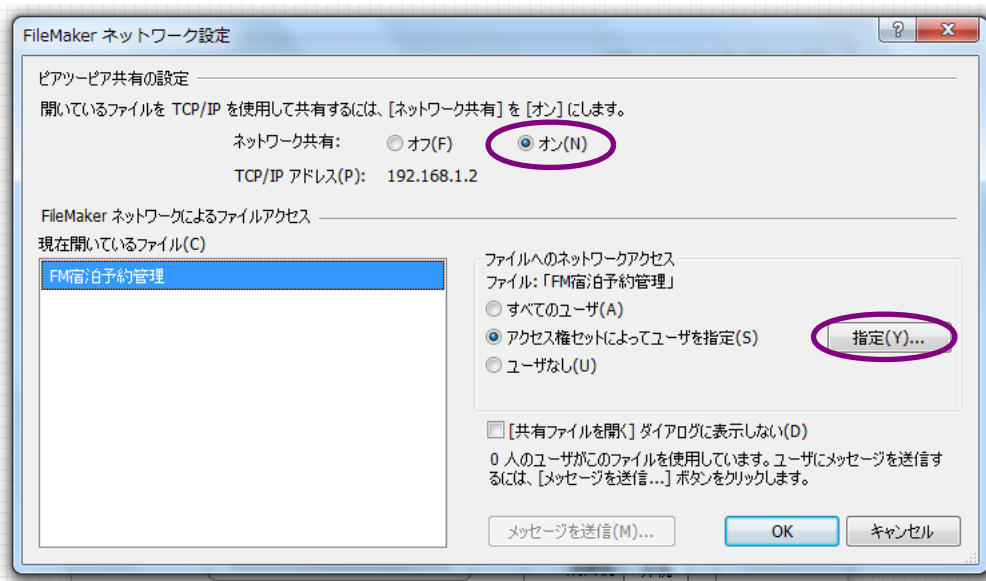 FileMaker ネットワーク設定
ピアツーピア共有の設定
開いているファイルを TCP/IP を使用して共有するには、[ネットワーク共有] を [オン] にします。
ネットワーク共有: オフ(F) オン(N)
TCP/IP アドレス(P): 192.168.1.2
FileMaker ネットワークによるファイルアクセス
現在開いているファイル(C)
FM宿泊予約管理
ファイルへのネットワークアクセス
ファイル:「FM宿泊予約管理」
すべてのユーザ(A)
アクセス権セットによってユーザを指定(S) 指定(Y)...
ユーザなし(U)
[共有ファイルを開く] ダイアログに表示しない(D)
0 人のユーザがこのファイルを使用しています。ユーザにメッセージを送信す
るには、[メッセージを送信...] ボタンをクリックします。
メッセージを送信(M)... OK キャンセル